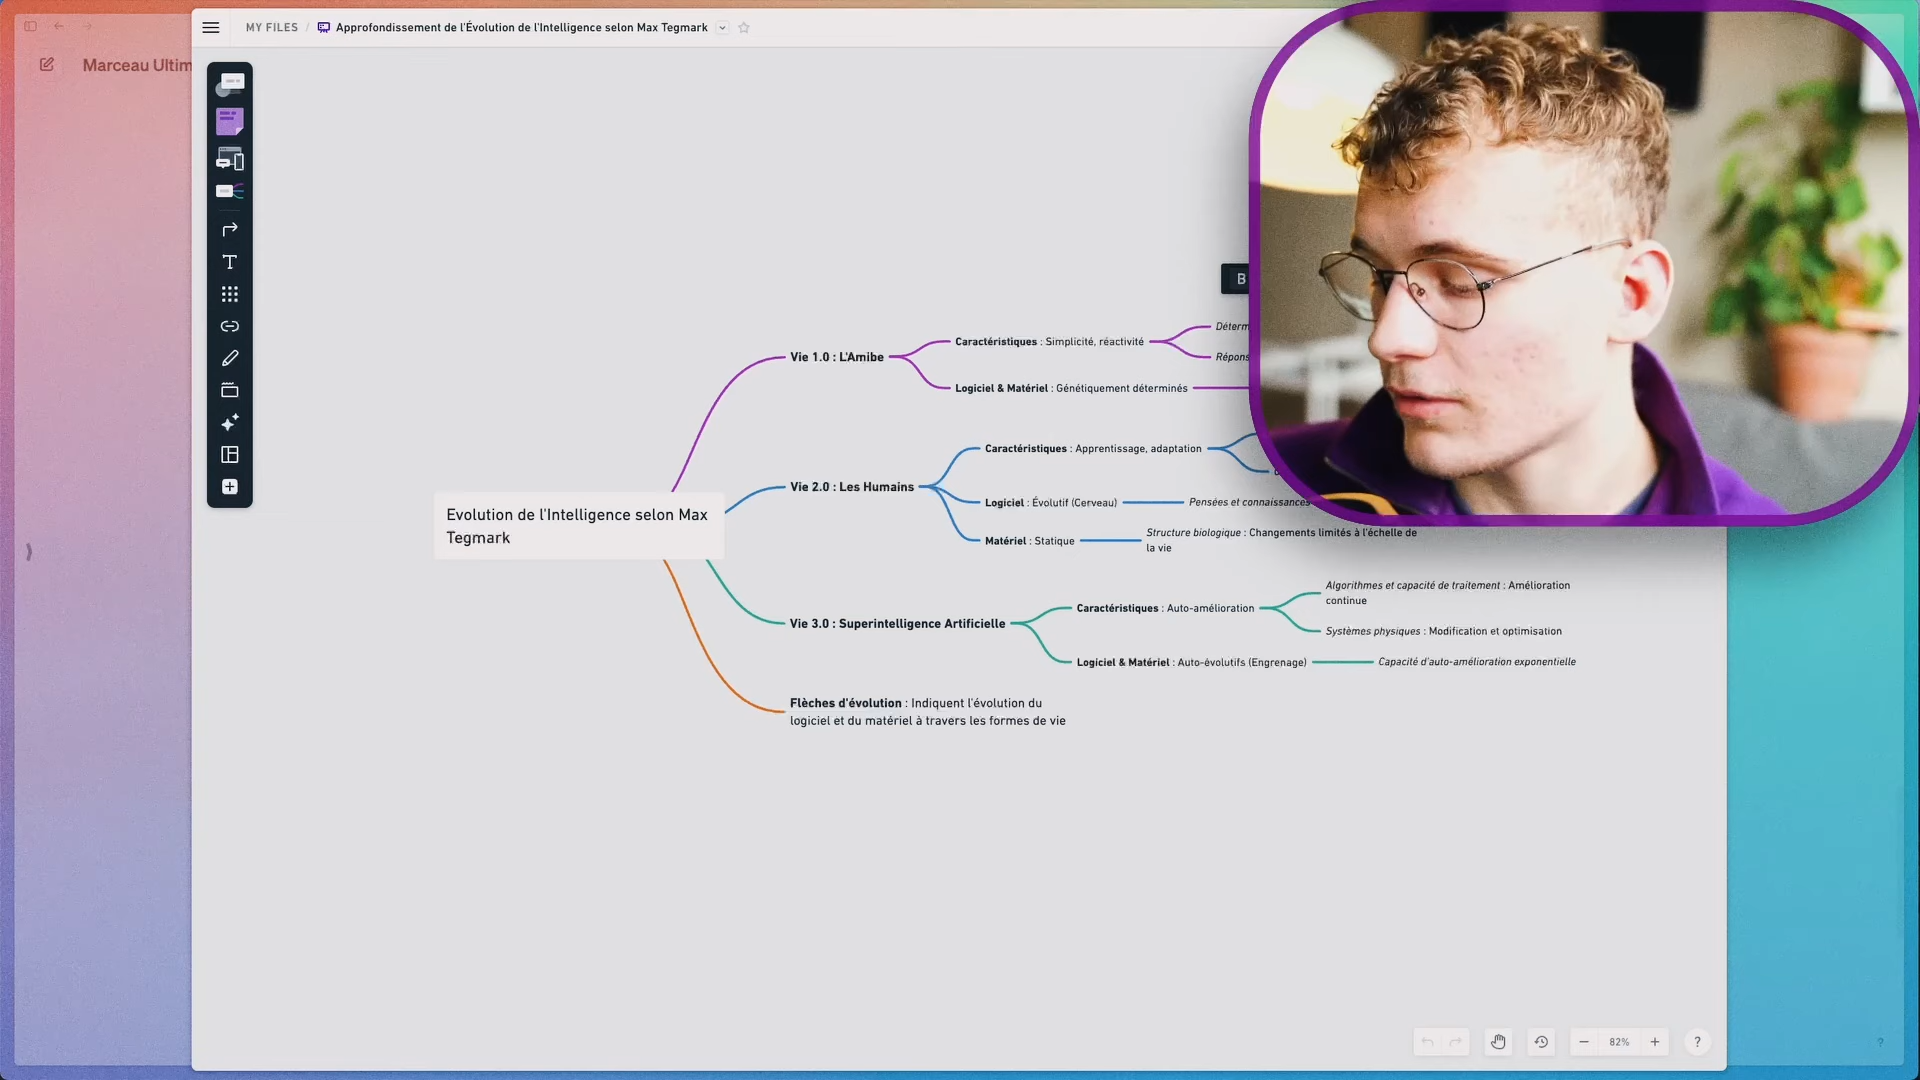 MY FILES / Approfondissement de l'Évolution de l'Intelligence selon Max Tegmark
Marceau Ultim
B
Vie 1.0 : L'Amibe
Caractéristiques : Simplicité, réactivité
Déterm
Répons
Logiciel & Matériel : Génétiquement déterminés
Vie 2.0 : Les Humains
Caractéristiques : Apprentissage, adaptation
Logiciel : Évolutif (Cerveau)
Pensées et connaissances
Matériel : Statique
Structure biologique : Changements limités à l'échelle de
la vie
Evolution de l'Intelligence selon Max
Tegmark
Vie 3.0 : Superintelligence Artificielle
Caractéristiques : Auto-amélioration
Algorithmes et capacité de traitement : Amélioration
continue
Systèmes physiques : Modification et optimisation
Logiciel & Matériel : Auto-évolutifs (Engrenage)
Capacité d'auto-amélioration exponentielle
Flèches d'évolution : Indiquent l'évolution du
logiciel et du matériel à travers les formes de vie
82%
?